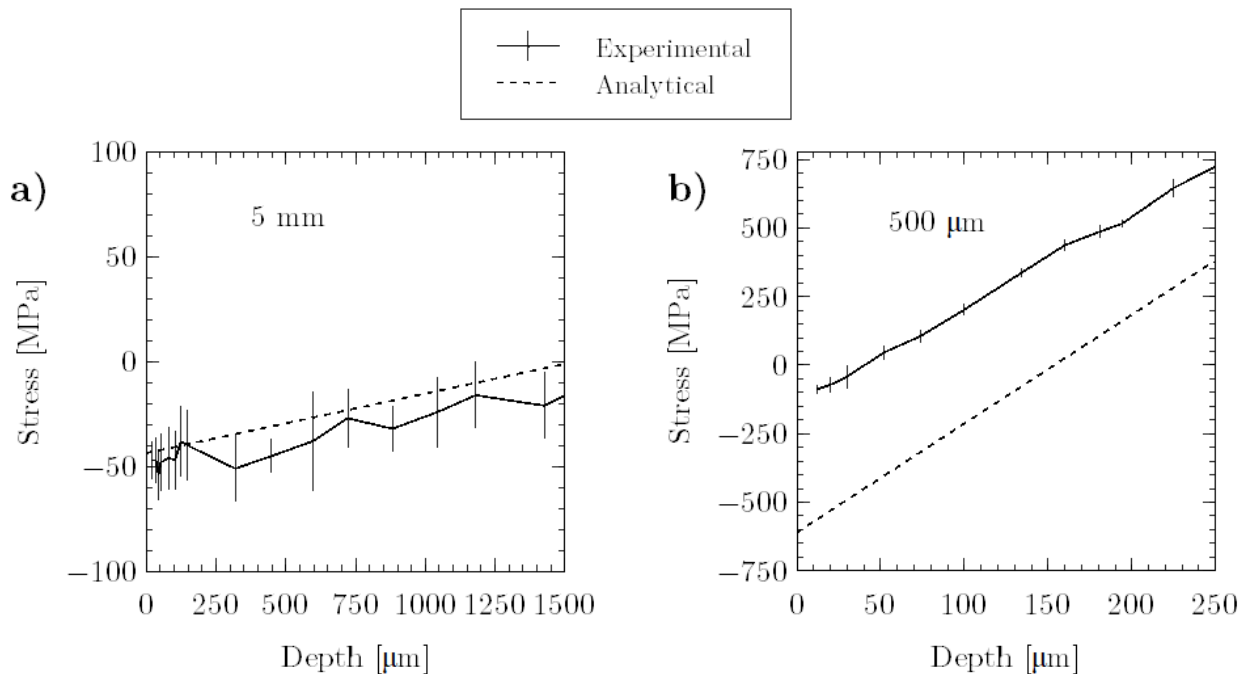 Experimental
Analytical
a)
5 mm
100
50
0
−50
−100
Stress [MPa]
0 250 500 750 1000 1250 1500
Depth [μm]
b)
500 μm
750
500
250
0
−250
−500
−750
Stress [MPa]
0 50 100 150 200 250
Depth [μm]